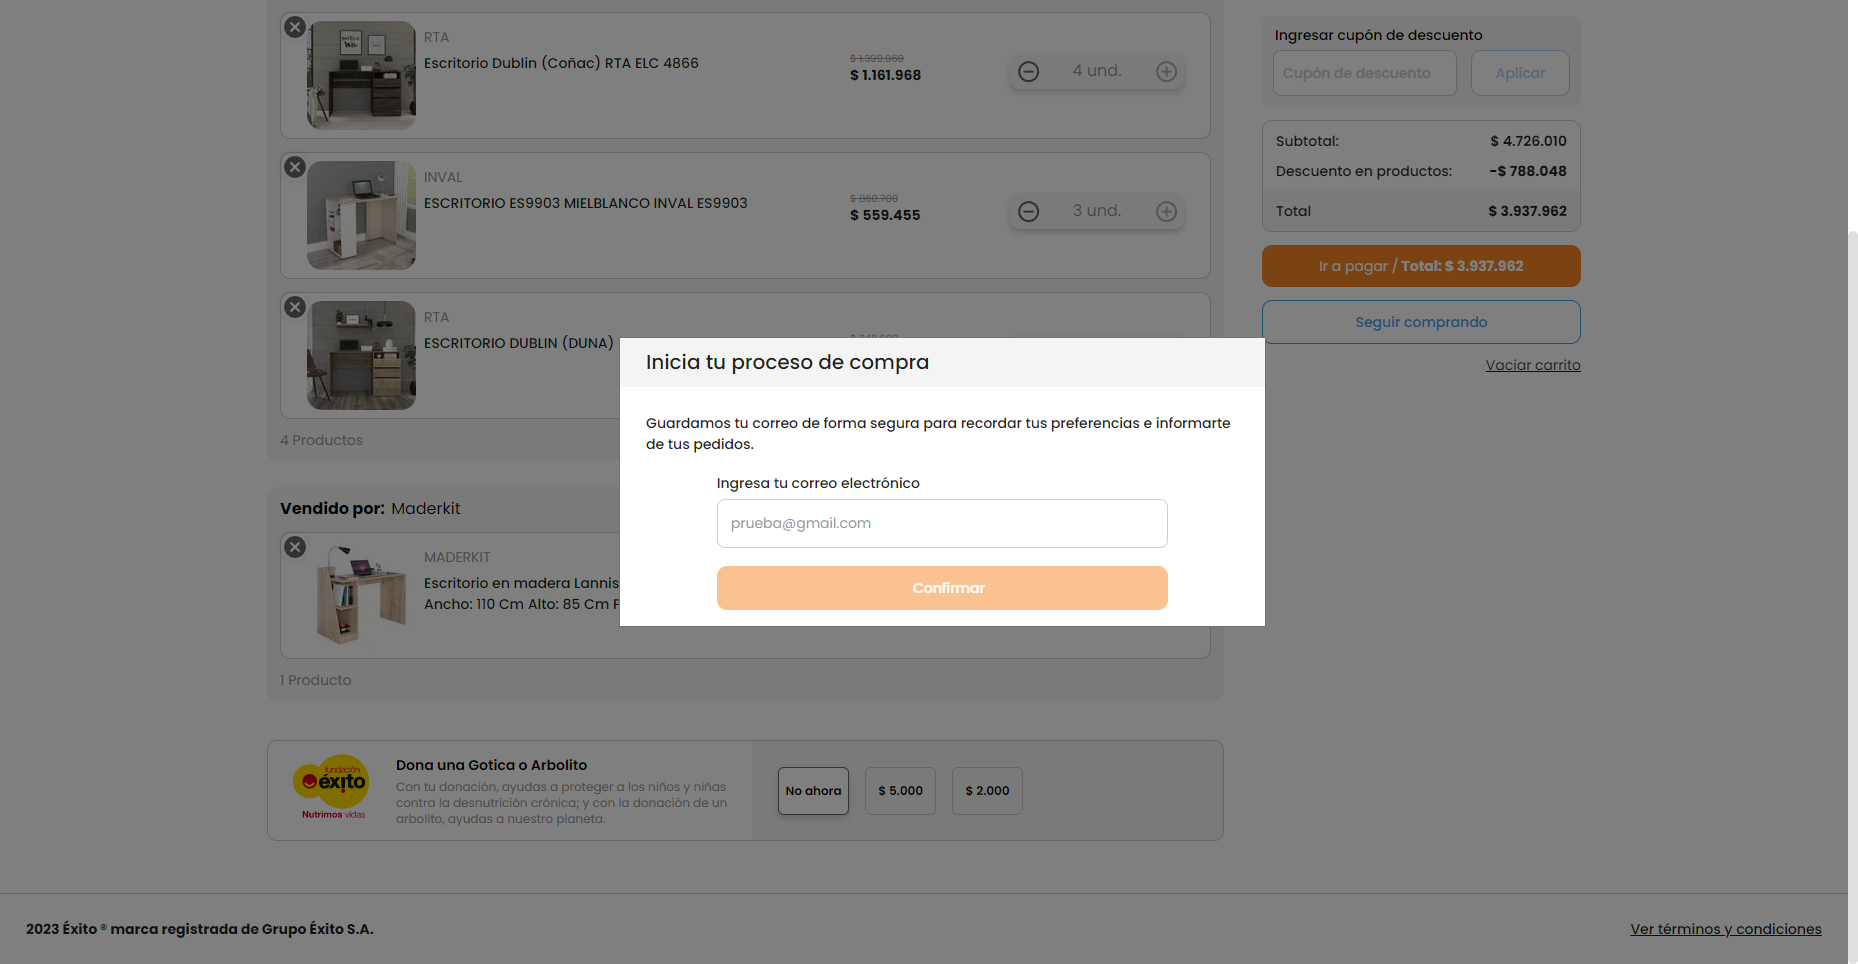 RTA
Escritorio Dublin (Coñac) RTA ELC 4866
$ 1.399.960
$ 1.161.968
4 und.
INVAL
ESCRITORIO ES9903 MIELBLANCO INVAL ES9903
$ 860.700
$ 559.455
3 und.
RTA
ESCRITORIO DUBLIN (DUNA)
4 Productos
Vendido por: Maderkit
MADERKIT
Escritorio en madera Lannis
Ancho: 110 Cm Alto: 85 Cm
1 Producto
Ingresar cupón de descuento
Cupón de descuento
Aplicar
Subtotal: $ 4.726.010
Descuento en productos: -$ 788.048
Total $ 3.937.962
Ir a pagar / Total: $ 3.937.962
Seguir comprando
Vaciar carrito
Inicia tu proceso de compra
Guardamos tu correo de forma segura para recordar tus preferencias e informarte
de tus pedidos.
Ingresa tu correo electrónico
prueba@gmail.com
Confirmar
fundación
éxito
Nutrimos vidas
Dona una Gotica o Arbolito
Con tu donación, ayudas a proteger a los niños y niñas
contra la desnutrición crónica; y con la donación de un
arbolito, ayudas a nuestro planeta.
No ahora
$ 5.000
$ 2.000
2023 Éxito ® marca registrada de Grupo Éxito S.A.
Ver términos y condiciones